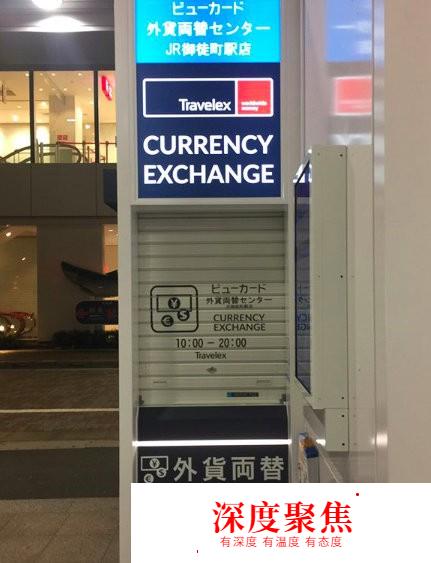 ビューカード
外貨両替センター
JR御徒町駅店
Travelex
worldwide
money
CURRENCY
EXCHANGE
ビューカード
外貨両替センター
CURRENCY
EXCHANGE
10:00 − 20:00
Travelex
外貨両替
深度聚焦
有深度 有温度 有态度